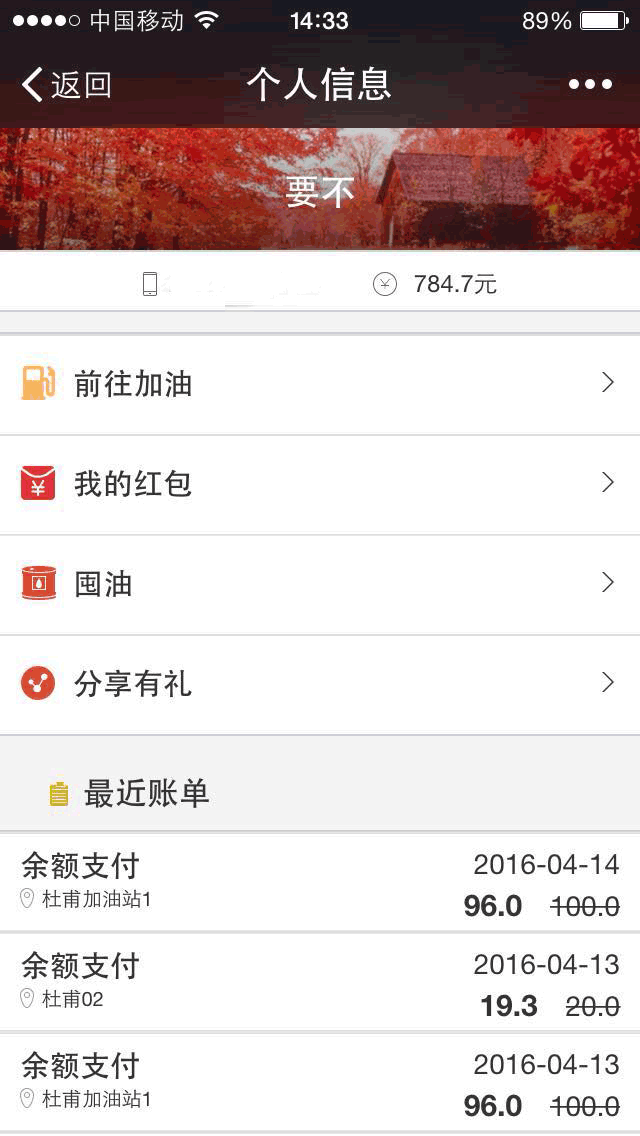 中国移动 14:33 89%
返回 个人信息
要不
784.7元
前往加油
我的红包
囤油
分享有礼
最近账单
余额支付 2016-04-14
杜甫加油站1 96.0 100.0
余额支付 2016-04-13
杜甫02 19.3 20.0
余额支付 2016-04-13
杜甫加油站1 96.0 100.0